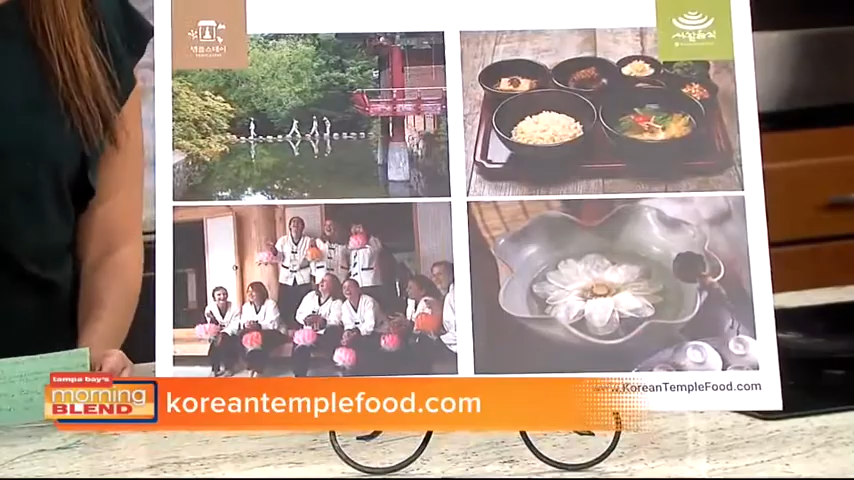 템플스테이
사찰음식
www.KoreanTempleFood.com
tampa bay's
morning
BLEND
koreantemplefood.com